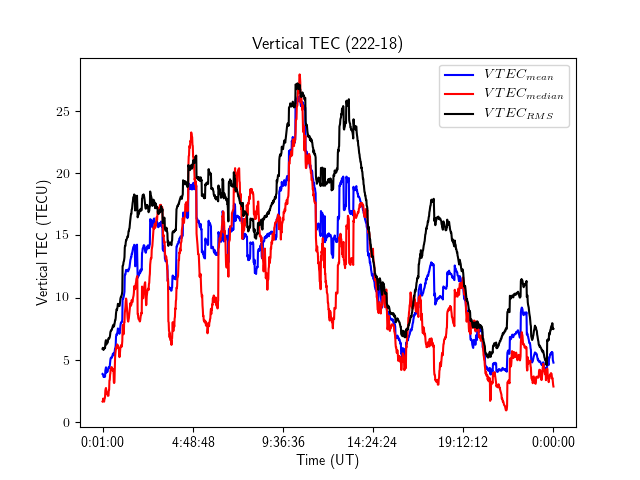 Vertical TEC (222-18)
VTEC_mean
VTEC_median
VTEC_RMS
Vertical TEC (TECU)
25
20
15
10
5
0
0:01:00 4:48:48 9:36:36 14:24:24 19:12:12 0:00:00
Time (UT)